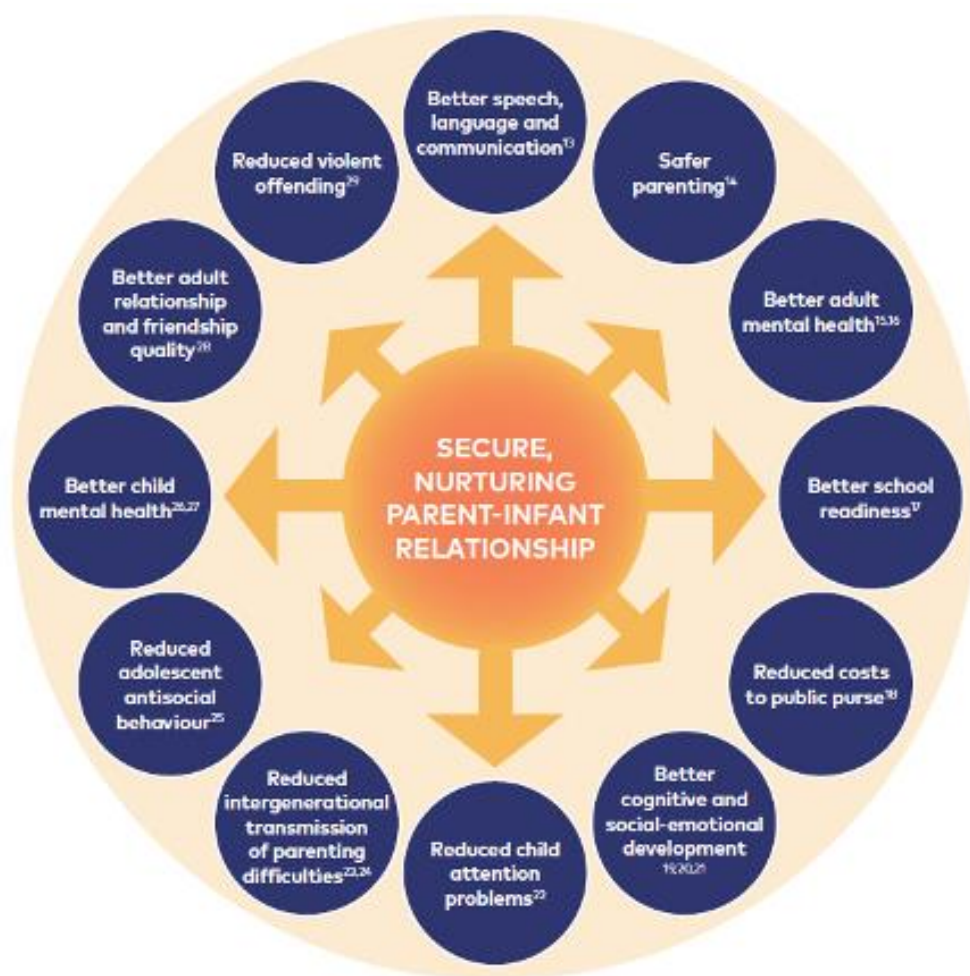 Better speech,
language and
communication¹³
Safer
parenting¹⁴
Better adult
mental health¹⁵,¹⁶
Better school
readiness¹⁷
Reduced costs
to public purse¹⁸
Better
cognitive and
social-emotional
development
¹⁹,²⁰,²¹
Reduced child
attention
problems²²
Reduced
intergenerational
transmission
of parenting
difficulties²³,²⁴
Reduced
adolescent
antisocial
behaviour²⁵
Better child
mental health²⁶,²⁷
Better adult
relationship
and friendship
quality²⁸
Reduced violent
offending²⁹
SECURE,
NURTURING
PARENT-INFANT
RELATIONSHIP